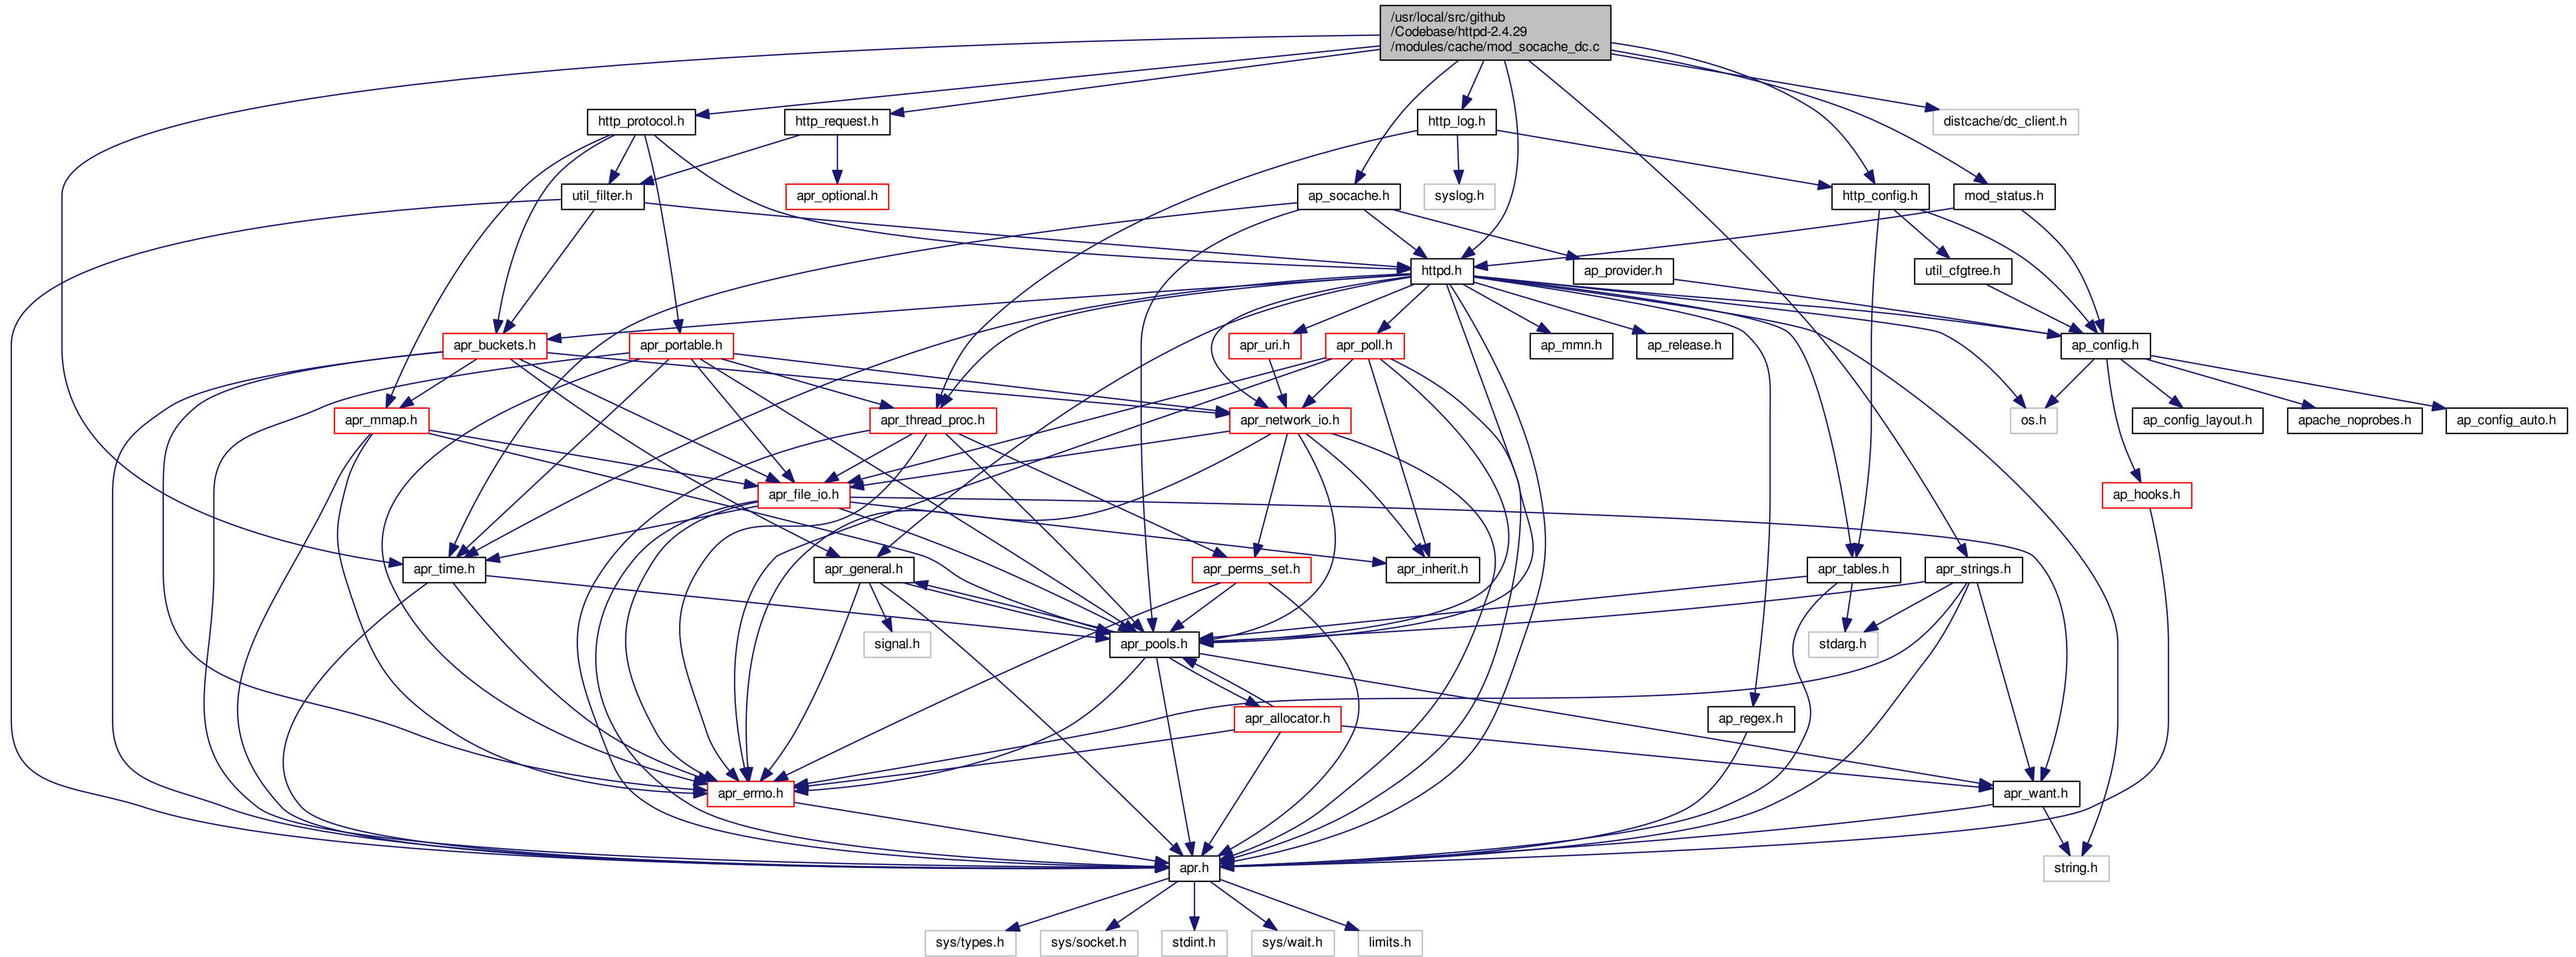 /usr/local/src/github
/Codebase/httpd-2.4.29
/modules/cache/mod_socache_dc.c
http_protocol.h
http_request.h
http_log.h
distcache/dc_client.h
util_filter.h
apr_optional.h
ap_socache.h
syslog.h
http_config.h
mod_status.h
httpd.h
ap_provider.h
util_cfgtree.h
apr_buckets.h
apr_portable.h
apr_uri.h
apr_poll.h
ap_mmn.h
ap_release.h
ap_config.h
apr_mmap.h
apr_thread_proc.h
apr_network_io.h
os.h
ap_config_layout.h
apache_noprobes.h
ap_config_auto.h
apr_file_io.h
ap_hooks.h
apr_time.h
apr_general.h
apr_perms_set.h
apr_inherit.h
apr_tables.h
apr_strings.h
signal.h
apr_pools.h
stdarg.h
apr_allocator.h
ap_regex.h
apr_errno.h
apr_want.h
apr.h
string.h
sys/types.h
sys/socket.h
stdint.h
sys/wait.h
limits.h